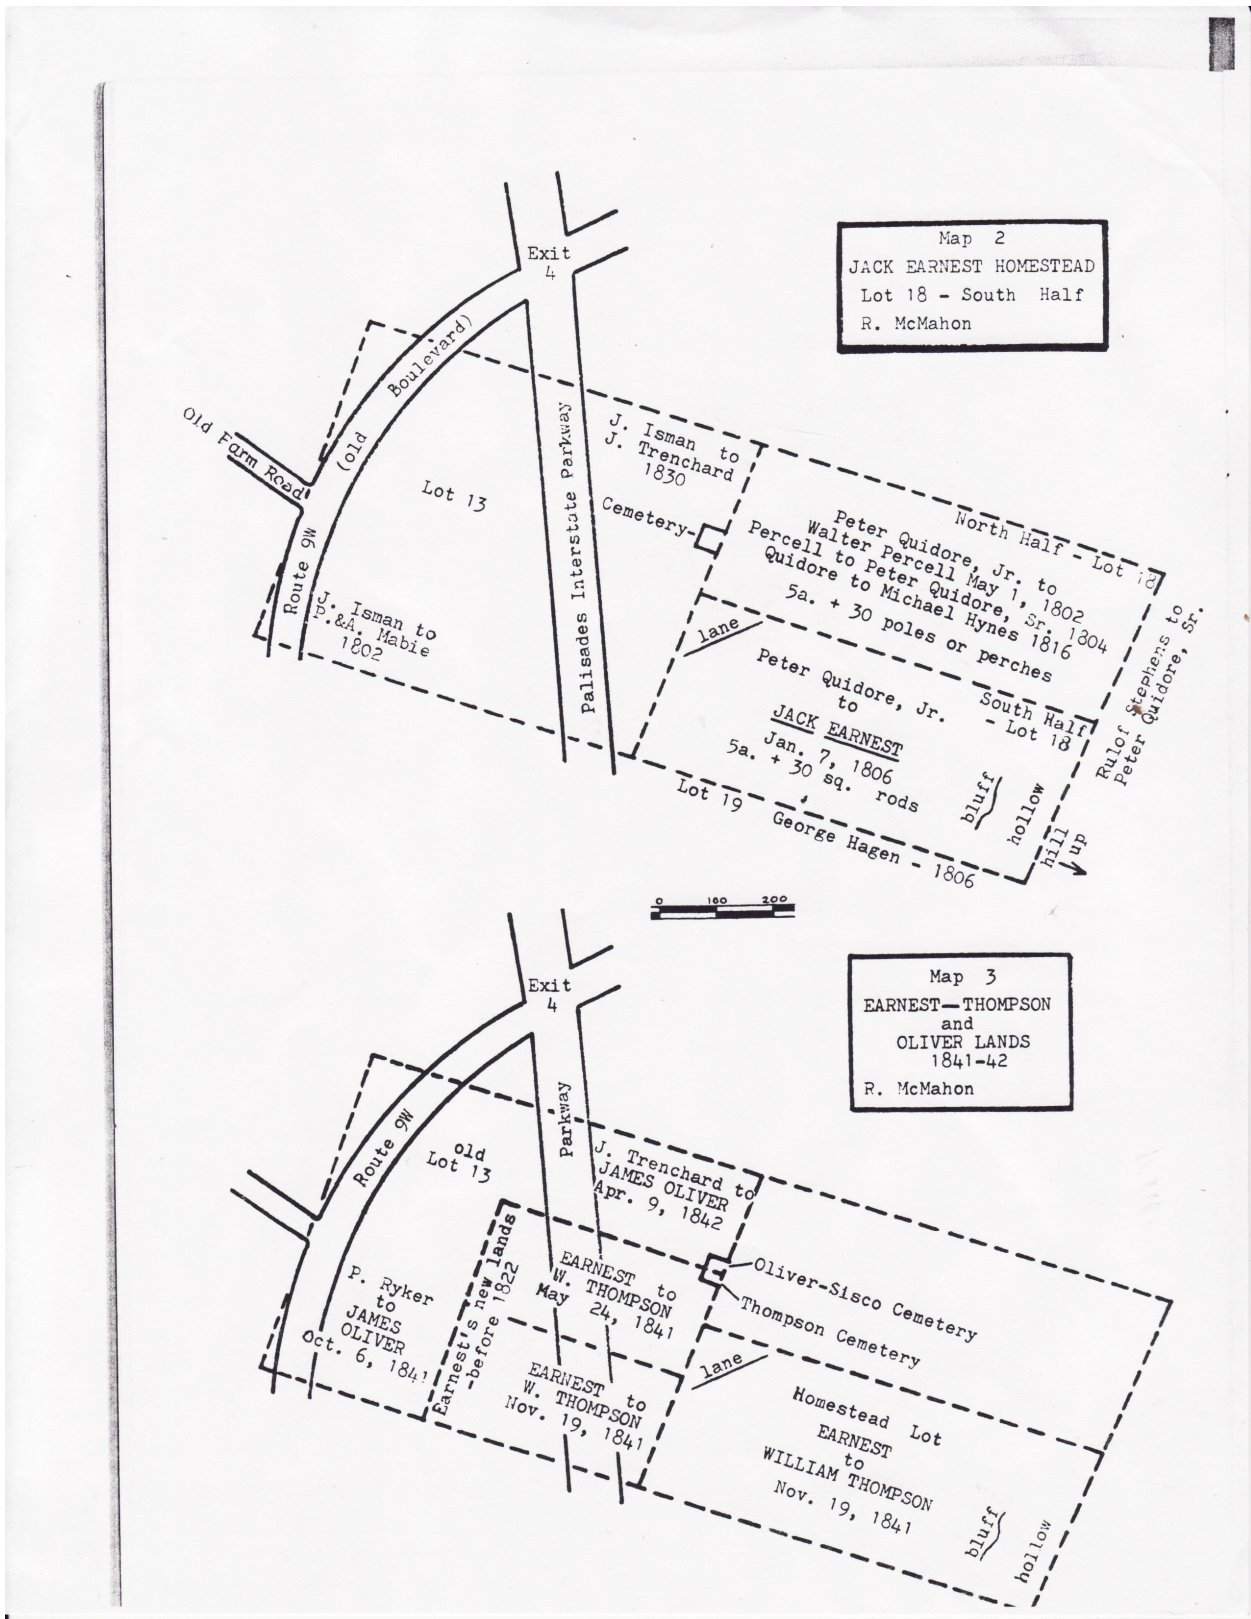 Map 2
JACK EARNEST HOMESTEAD
Lot 18 - South Half
R. McMahon
Exit
4
(old Boulevard)
Old Farm Road
Route 9W
Lot 13
Palisades Interstate Parkway
J. Isman to
J. Trenchard
1830
Cemetery-
J. Isman to
P.&A. Mabie
1802
North Half - Lot 18
Peter Quidore, Jr. to
Walter Percell May 1, 1802
Percell to Peter Quidore, Sr. 1804
Quidore to Michael Hynes 1816
5a. + 30 poles or perches
lane
Peter Quidore, Jr.
to
JACK EARNEST
Jan. 7, 1806
5a. + 30 sq. rods
South Half
- Lot 18
bluff
hollow
hill
up
Rulof Stephens to
Peter Quidore, Sr.
Lot 19
George Hagen - 1806
0 100 200
Map 3
EARNEST—THOMPSON
and
OLIVER LANDS
1841-42
R. McMahon
Exit
4
Parkway
Route 9W
old
Lot 13
J. Trenchard to
JAMES OLIVER
Apr. 9, 1842
Earnest's new lands
-before 1822
EARNEST to
W. THOMPSON
May 24, 1841
Oliver-Sisco Cemetery
Thompson Cemetery
P. Ryker
to
JAMES
OLIVER
Oct. 6, 1841
EARNEST to
W. THOMPSON
Nov. 19, 1841
lane
Homestead Lot
EARNEST
to
WILLIAM THOMPSON
Nov. 19, 1841
bluff
hollow